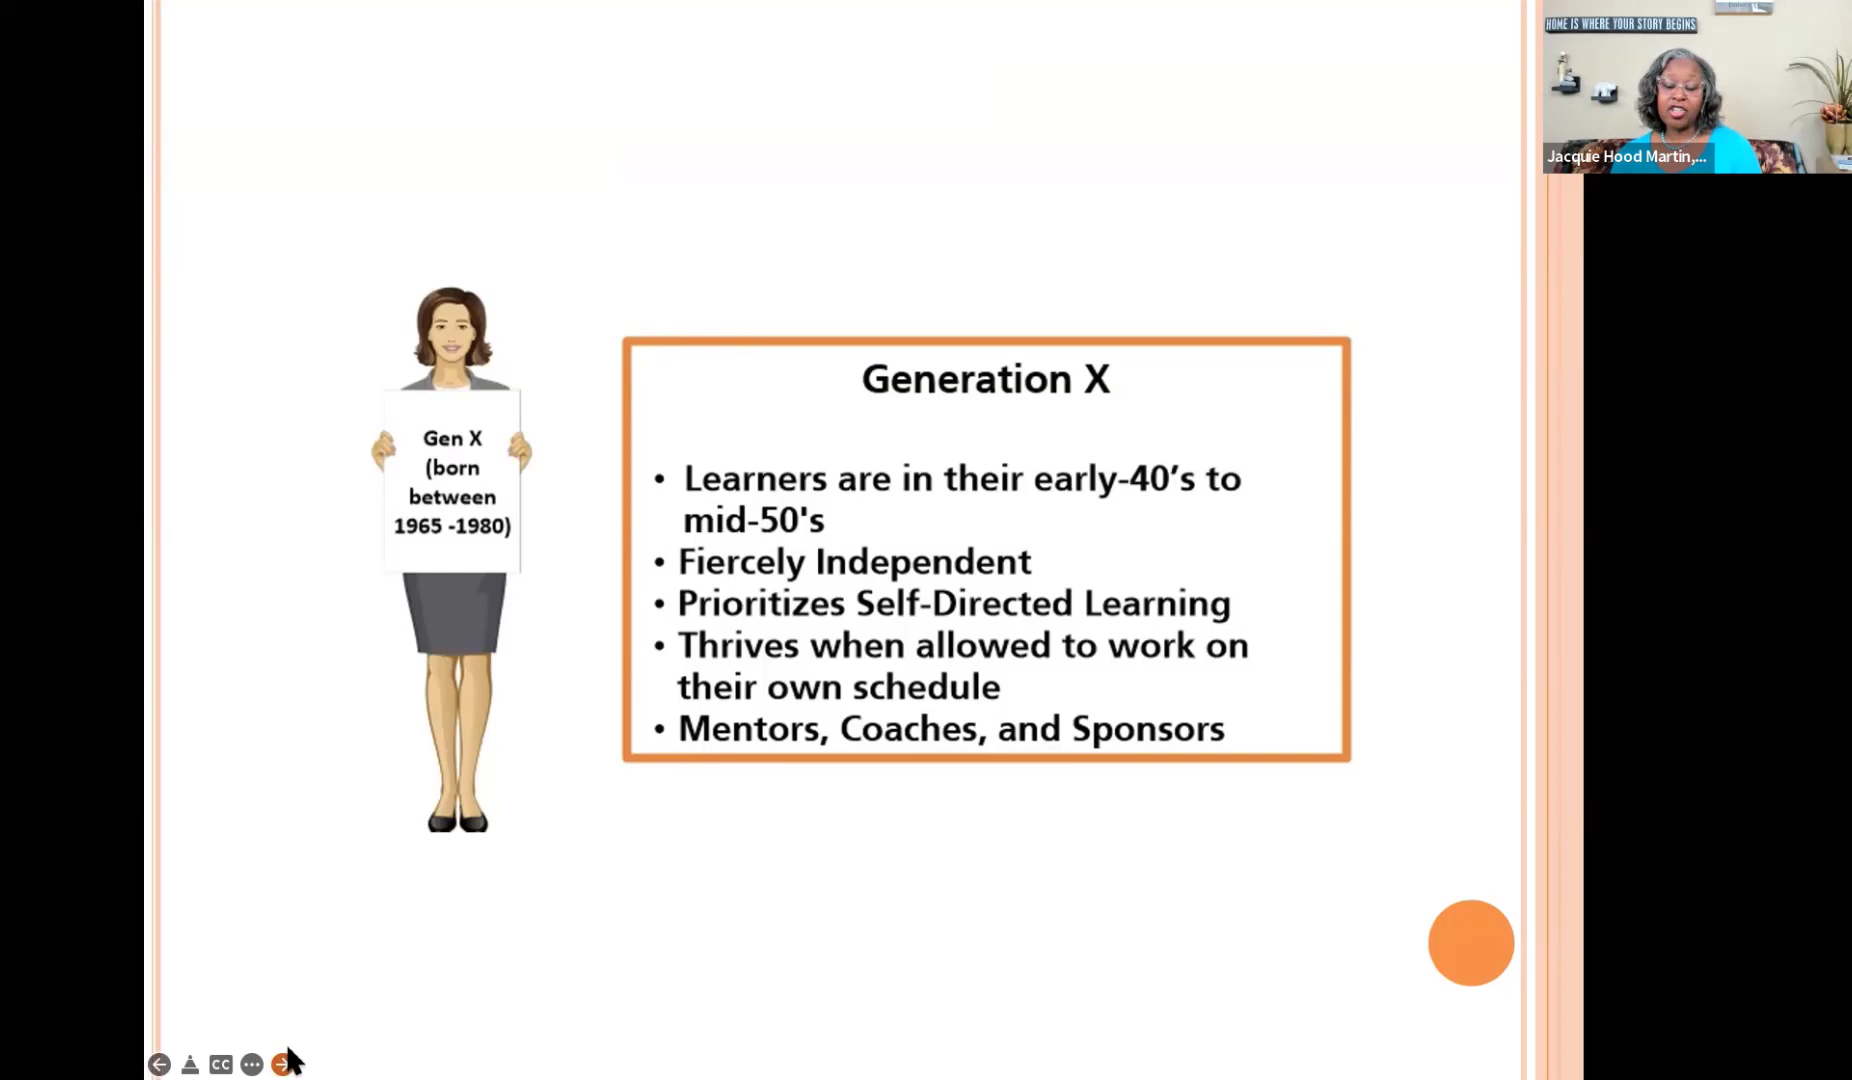 HOME IS WHERE YOUR STORY BEGINS
Jacquie Hood Martin,...
Gen X
(born
between
1965 -1980)
Generation X
• Learners are in their early-40’s to
mid-50's
• Fiercely Independent
• Prioritizes Self-Directed Learning
• Thrives when allowed to work on
their own schedule
• Mentors, Coaches, and Sponsors
CC